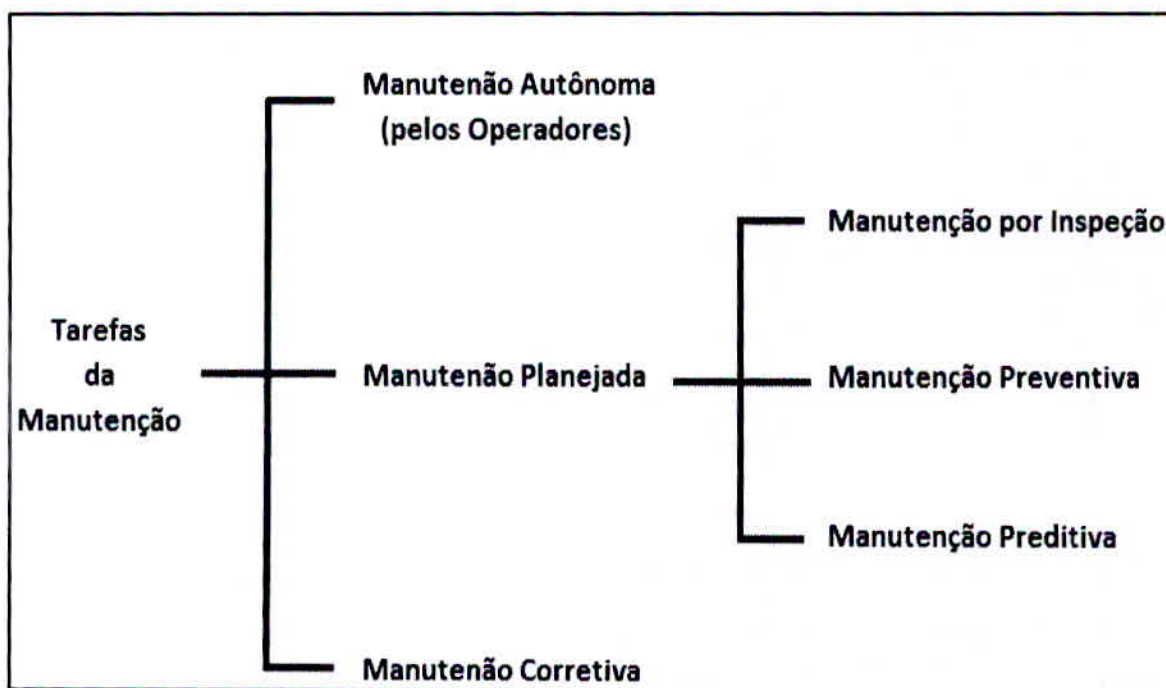 Manutenão Autônoma
(pelos Operadores)
Manutenção por Inspeção
Tarefas
da
Manutenção
Manutenão Planejada
Manutenção Preventiva
Manutenção Preditiva
Manutenão Corretiva